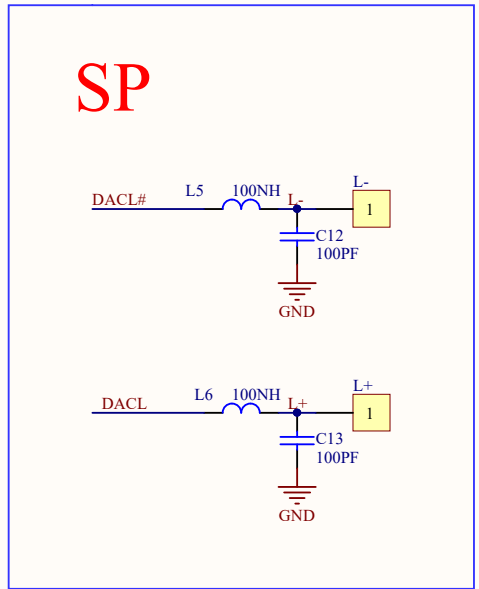 SP
L-
L5 100NH L-
DACL#
1
C12
100PF
GND
L+
L6 100NH L+
DACL
1
C13
100PF
GND